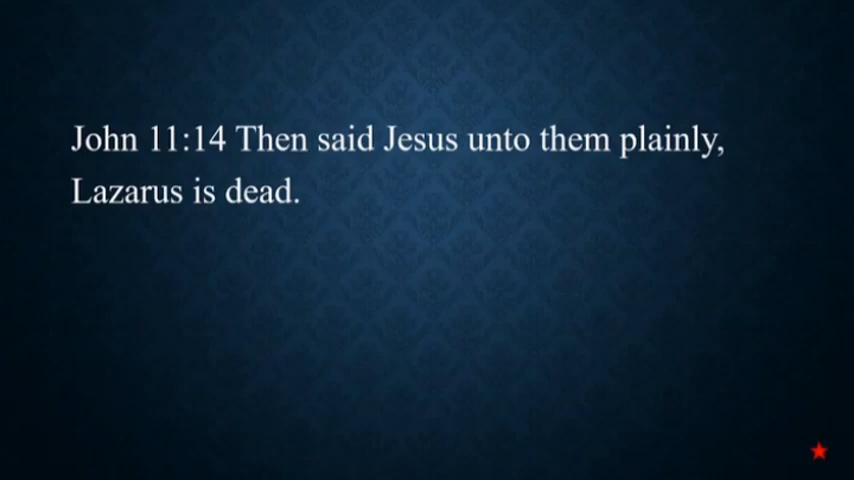 John 11:14 Then said Jesus unto them plainly,
Lazarus is dead.